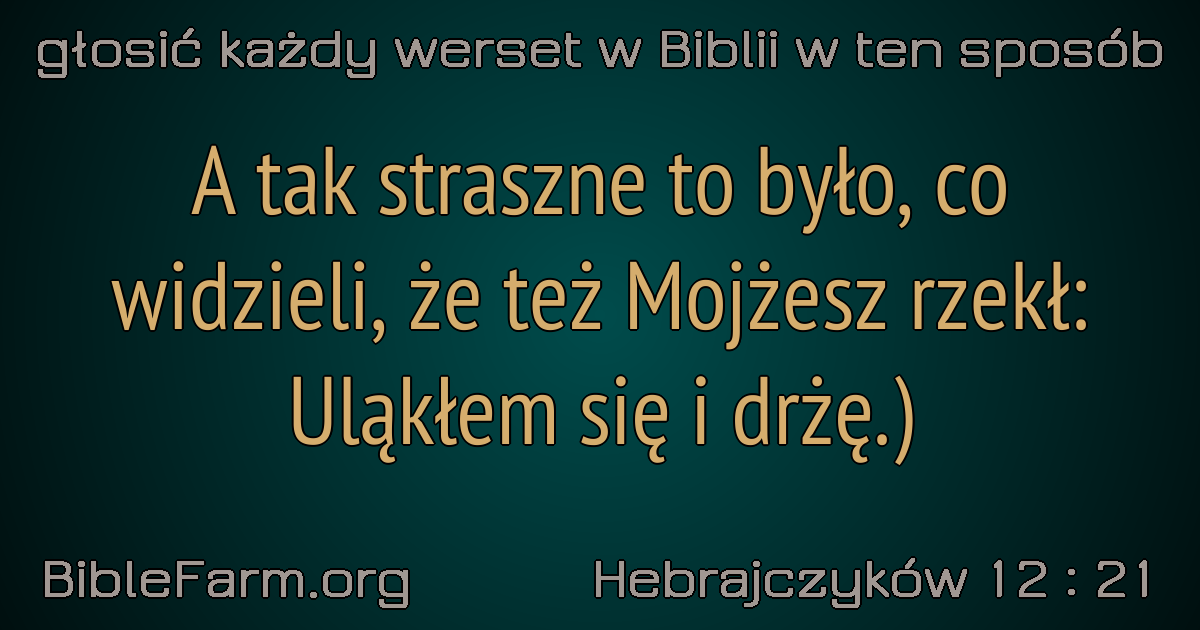 głosić każdy werset w Biblii w ten sposób
A tak straszne to było, co
widzieli, że też Mojżesz rzekł:
Uląkłem się i drżę.)
BibleFarm.org
Hebrajczyków 12 : 21